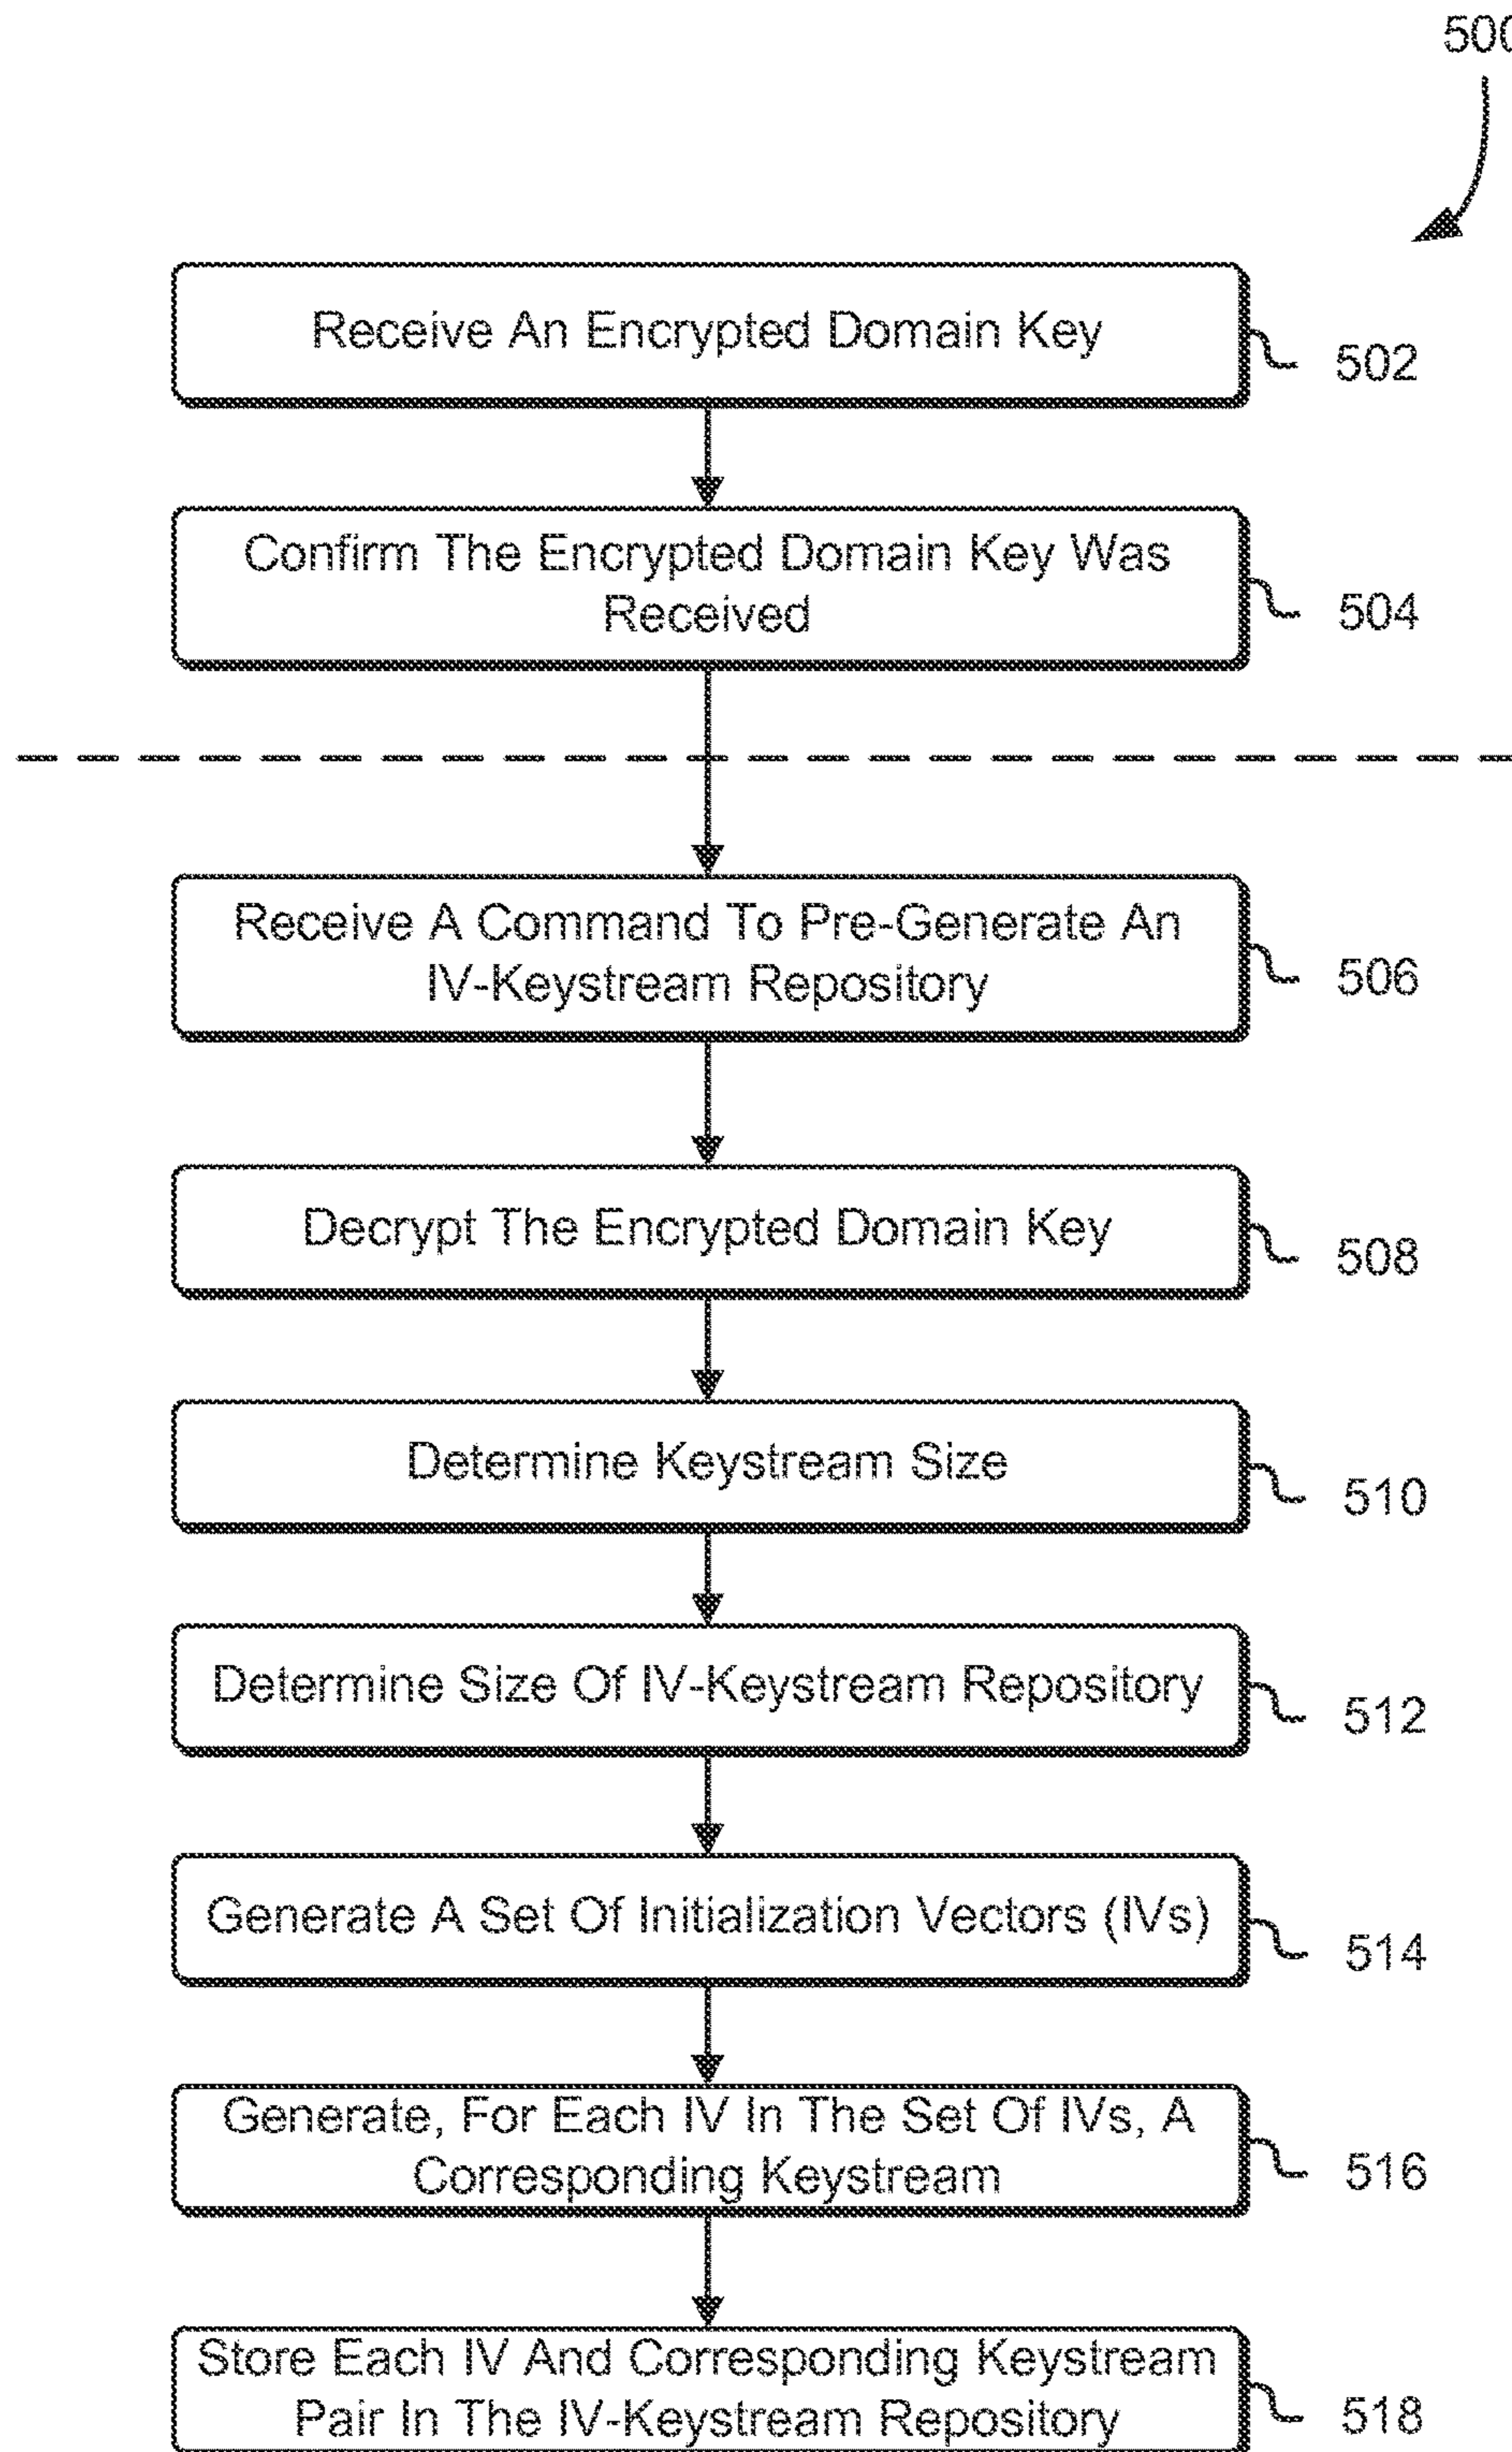 500
Receive An Encrypted Domain Key
502
Confirm The Encrypted Domain Key Was
Received
504
Receive A Command To Pre-Generate An
IV-Keystream Repository
506
Decrypt The Encrypted Domain Key
508
Determine Keystream Size
510
Determine Size Of IV-Keystream Repository
512
Generate A Set Of Initialization Vectors (IVs)
514
Generate, For Each IV In The Set Of IVs, A
Corresponding Keystream
516
Store Each IV And Corresponding Keystream
Pair In The IV-Keystream Repository
518